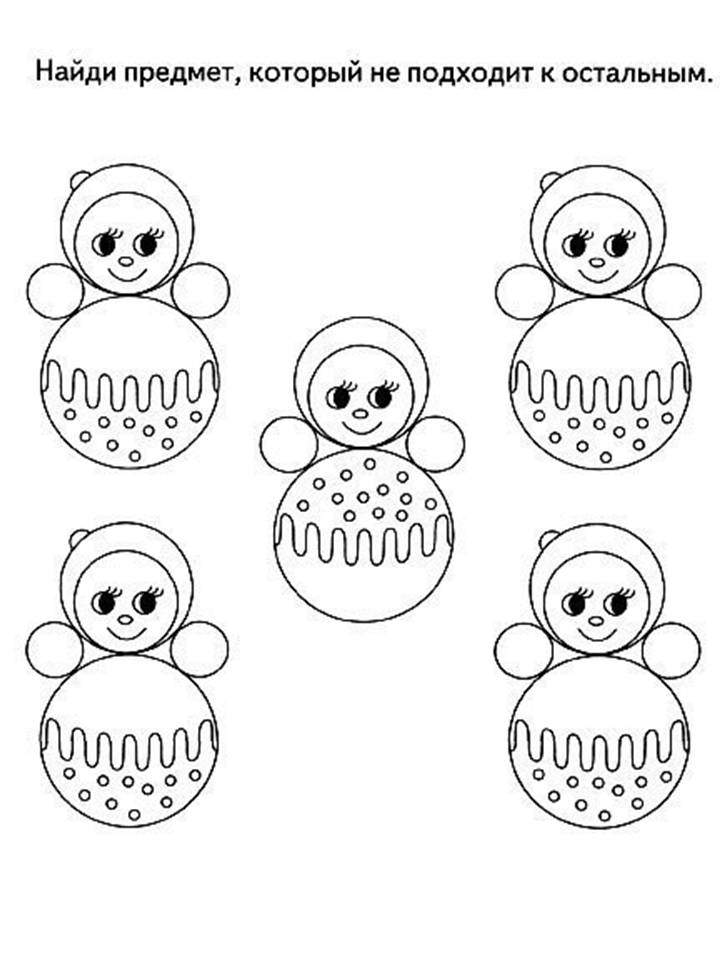 Найди предмет, который не подходит к остальным.